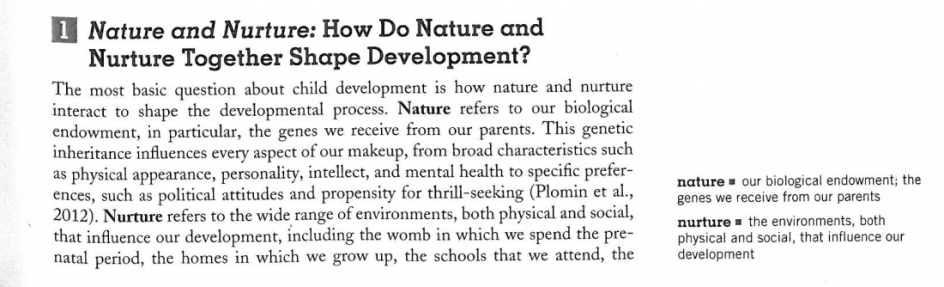 1 Nature and Nurture: How Do Nature and
Nurture Together Shape Development?
The most basic question about child development is how nature and nurture
interact to shape the developmental process. Nature refers to our biological
endowment, in particular, the genes we receive from our parents. This genetic
inheritance influences every aspect of our makeup, from broad characteristics such
as physical appearance, personality, intellect, and mental health to specific prefer-
ences, such as political attitudes and propensity for thrill-seeking (Plomin et al.,
2012). Nurture refers to the wide range of environments, both physical and social,
that influence our development, including the womb in which we spend the pre-
natal period, the homes in which we grow up, the schools that we attend, the
nature ■ our biological endowment; the
genes we receive from our parents
nurture ■ the environments, both
physical and social, that influence our
development